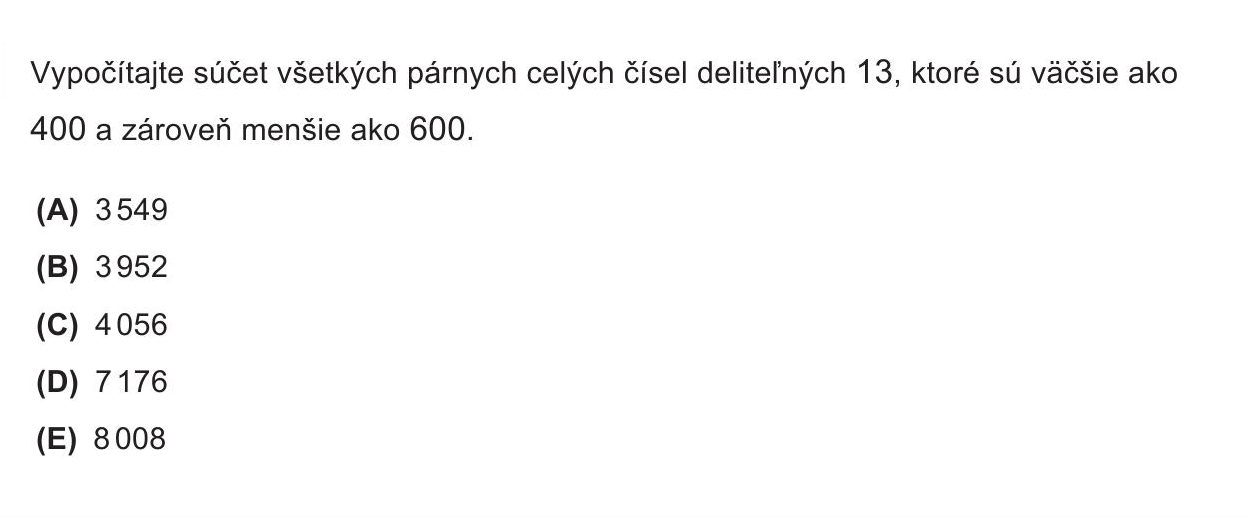 Vypočítajte súčet všetkých párnych celých čísel deliteľných 13, ktoré sú väčšie ako
400 a zároveň menšie ako 600.
(A) 3 549
(B) 3 952
(C) 4 056
(D) 7 176
(E) 8 008